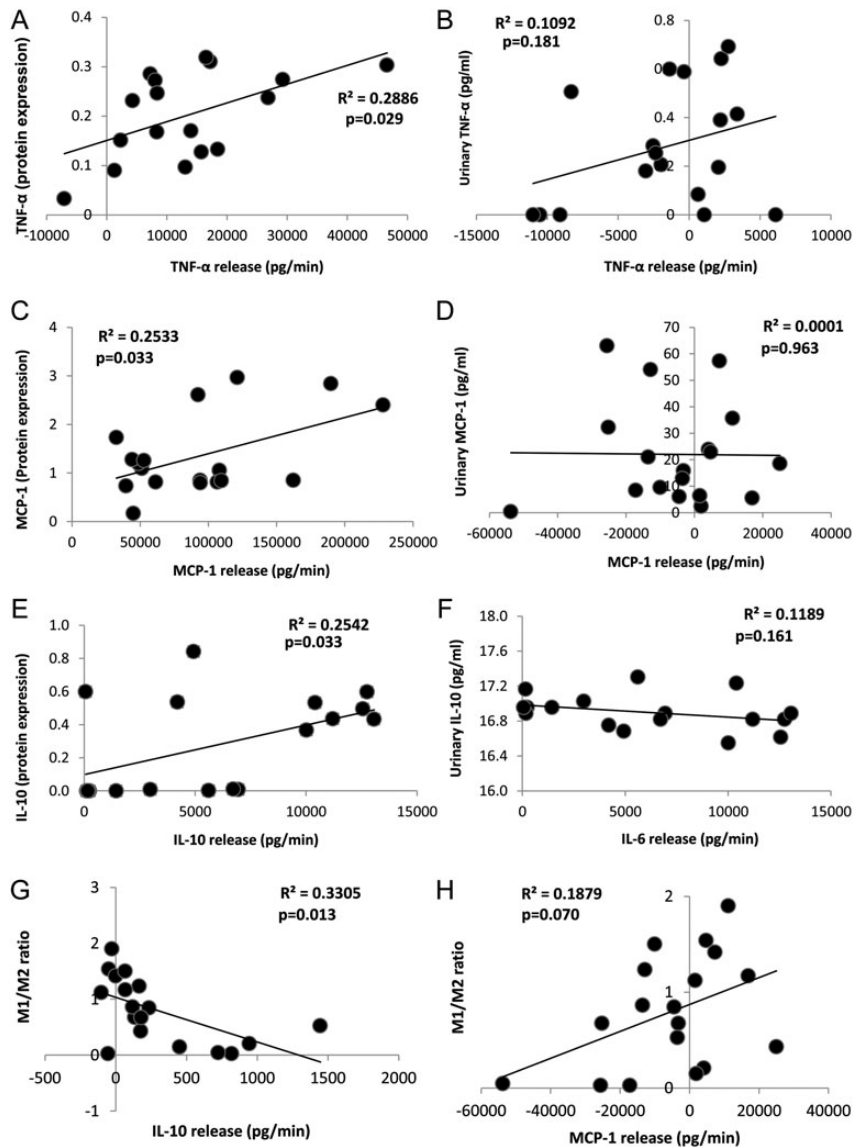 A
TNF-α (protein expression)
0.4
0.3
0.2
0.1
0
-10000 0 10000 20000 30000 40000 50000
TNF-α release (pg/min)
R² = 0.2886
p=0.029
B
R² = 0.1092
p=0.181
Urinary TNF-α (pg/ml)
0.8
0.6
0.4
0.2
0
-15000 -10000 -5000 0 5000 10000
TNF-α release (pg/min)
C
R² = 0.2533
p=0.033
MCP-1 (Protein expression)
4
3
2
1
0
0 50000 100000 150000 200000 250000
MCP-1 release (pg/min)
D
R² = 0.0001
p=0.963
Urinary MCP-1 (pg/ml)
70
60
50
40
30
20
10
0
-60000 -40000 -20000 0 20000 40000
MCP-1 release (pg/min)
E
R² = 0.2542
p=0.033
IL-10 (protein expression)
1.0
0.8
0.6
0.4
0.2
0.0
0 5000 10000 15000
IL-10 release (pg/min)
F
R² = 0.1189
p=0.161
Urinary IL-10 (pg/ml)
18.0
17.6
17.2
16.8
16.4
16.0
0 5000 10000 15000
IL-6 release (pg/min)
G
R² = 0.3305
p=0.013
M1/M2 ratio
3
2
1
0
-1
-500 0 500 1000 1500 2000
IL-10 release (pg/min)
H
R² = 0.1879
p=0.070
M1/M2 ratio
2
1
0
-60000 -40000 -20000 0 20000 40000
MCP-1 release (pg/min)